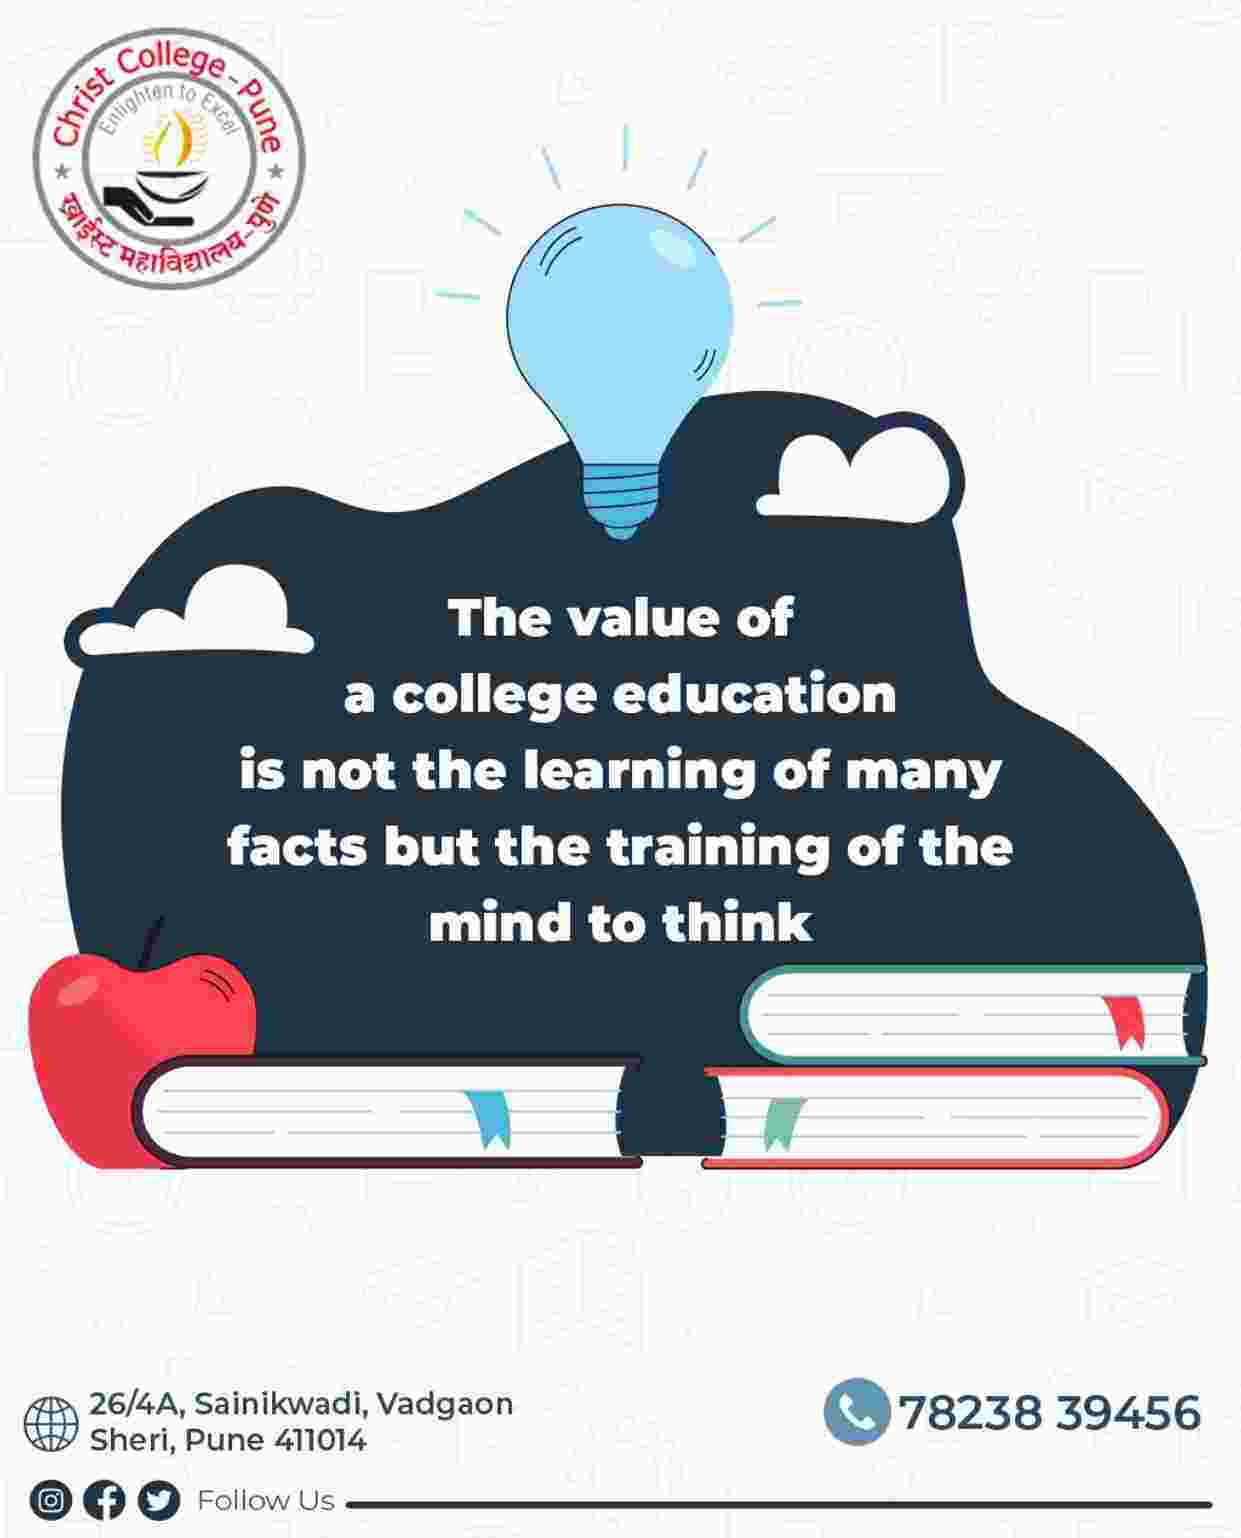 Christ College - Pune
Enlighten to Excel
ख्राईस्ट महाविद्यालय-पुणे
The value of
a college education
is not the learning of many
facts but the training of the
mind to think
26/4A, Sainikwadi, Vadgaon
Sheri, Pune 411014
78238 39456
Follow Us